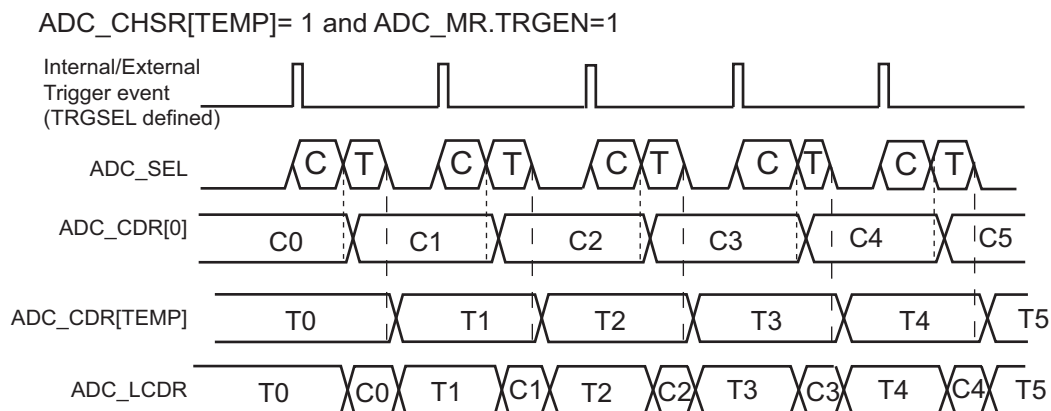 ADC_CHSR[TEMP]= 1 and ADC_MR.TRGEN=1
Internal/External
Trigger event
(TRGSEL defined)
ADC_SEL C T C T C T C T C T
ADC_CDR[0] C0 C1 C2 C3 C4 C5
ADC_CDR[TEMP] T0 T1 T2 T3 T4 T5
ADC_LCDR T0 C0 T1 C1 T2 C2 T3 C3 T4 C4 T5